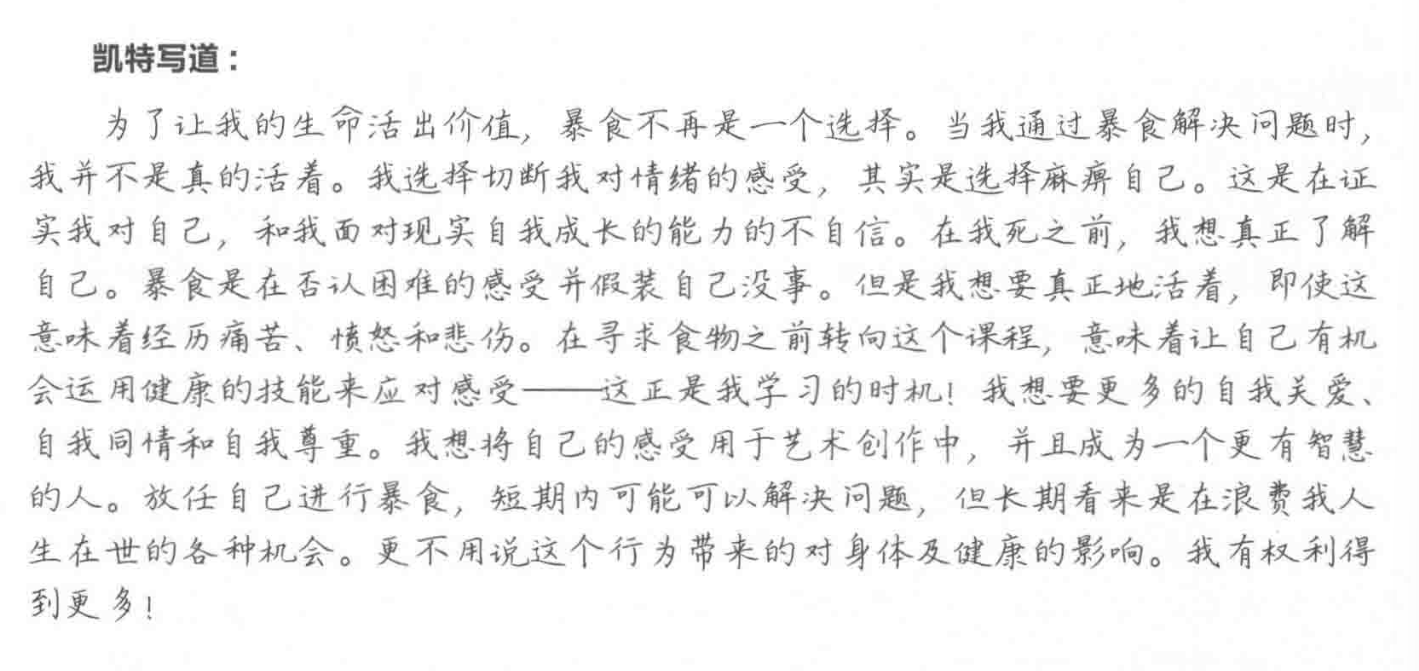 凯特写道：
为了让我的生命活出价值，暴食不再是一个选择。当我通过暴食解决问题时，
我并不是真的活着。我选择切断我对情绪的感受，其实是选择麻痹自己。这是在证
实我对自己，和我面对现实自我成长的能力的不自信。在我死之前，我想真正了解
自己。暴食是在否认困难的感受并假装自己没事。但是我想要真正地活着，即使这
意味着经历痛苦、愤怒和悲伤。在寻求食物之前转向这个课程，意味着让自己有机
会运用健康的技能来应对感受——这正是我学习的时机！我想要更多的自我关爱、
自我同情和自我尊重。我想将自己的感受用于艺术创作中，并且成为一个更有智慧
的人。放任自己进行暴食，短期内可能可以解决问题，但长期看来是在浪费我人
生在世的各种机会。更不用说这个行为带来的对身体及健康的影响。我有权利得
到更多！